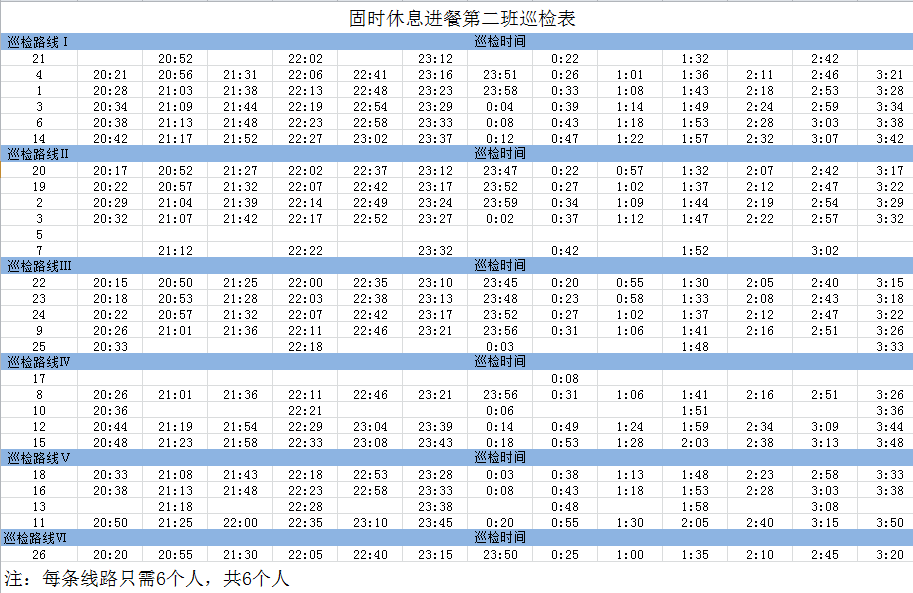 固时休息进餐第二班巡检表
巡检路线Ⅰ 巡检时间
21 20:52 22:02 23:12 0:22 1:32 2:42
4 20:21 20:56 21:31 22:06 22:41 23:16 23:51 0:26 1:01 1:36 2:11 2:46 3:21
1 20:28 21:03 21:38 22:13 22:48 23:23 23:58 0:33 1:08 1:43 2:18 2:53 3:28
3 20:34 21:09 21:44 22:19 22:54 23:29 0:04 0:39 1:14 1:49 2:24 2:59 3:34
6 20:38 21:13 21:48 22:23 22:58 23:33 0:08 0:43 1:18 1:53 2:28 3:03 3:38
14 20:42 21:17 21:52 22:27 23:02 23:37 0:12 0:47 1:22 1:57 2:32 3:07 3:42
巡检路线Ⅱ 巡检时间
20 20:17 20:52 21:27 22:02 22:37 23:12 23:47 0:22 0:57 1:32 2:07 2:42 3:17
19 20:22 20:57 21:32 22:07 22:42 23:17 23:52 0:27 1:02 1:37 2:12 2:47 3:22
2 20:29 21:04 21:39 22:14 22:49 23:24 23:59 0:34 1:09 1:44 2:19 2:54 3:29
3 20:32 21:07 21:42 22:17 22:52 23:27 0:02 0:37 1:12 1:47 2:22 2:57 3:32
5
7 21:12 22:22 23:32 0:42 1:52 3:02
巡检路线Ⅲ 巡检时间
22 20:15 20:50 21:25 22:00 22:35 23:10 23:45 0:20 0:55 1:30 2:05 2:40 3:15
23 20:18 20:53 21:28 22:03 22:38 23:13 23:48 0:23 0:58 1:33 2:08 2:43 3:18
24 20:22 20:57 21:32 22:07 22:42 23:17 23:52 0:27 1:02 1:37 2:12 2:47 3:22
9 20:26 21:01 21:36 22:11 22:46 23:21 23:56 0:31 1:06 1:41 2:16 2:51 3:26
25 20:33 22:18 0:03 1:48 3:33
巡检路线Ⅳ 巡检时间
17 0:08
8 20:26 21:01 21:36 22:11 22:46 23:21 23:56 0:31 1:06 1:41 2:16 2:51 3:26
10 20:36 22:21 0:06 1:51 3:36
12 20:44 21:19 21:54 22:29 23:04 23:39 0:14 0:49 1:24 1:59 2:34 3:09 3:44
15 20:48 21:23 21:58 22:33 23:08 23:43 0:18 0:53 1:28 2:03 2:38 3:13 3:48
巡检路线Ⅴ 巡检时间
18 20:33 21:08 21:43 22:18 22:53 23:28 0:03 0:38 1:13 1:48 2:23 2:58 3:33
16 20:38 21:13 21:48 22:23 22:58 23:33 0:08 0:43 1:18 1:53 2:28 3:03 3:38
13 21:18 22:28 23:38 0:48 1:58 3:08
11 20:50 21:25 22:00 22:35 23:10 23:45 0:20 0:55 1:30 2:05 2:40 3:15 3:50
巡检路线Ⅵ 巡检时间
26 20:20 20:55 21:30 22:05 22:40 23:15 23:50 0:25 1:00 1:35 2:10 2:45 3:20
注：每条线路只需6个人，共6个人